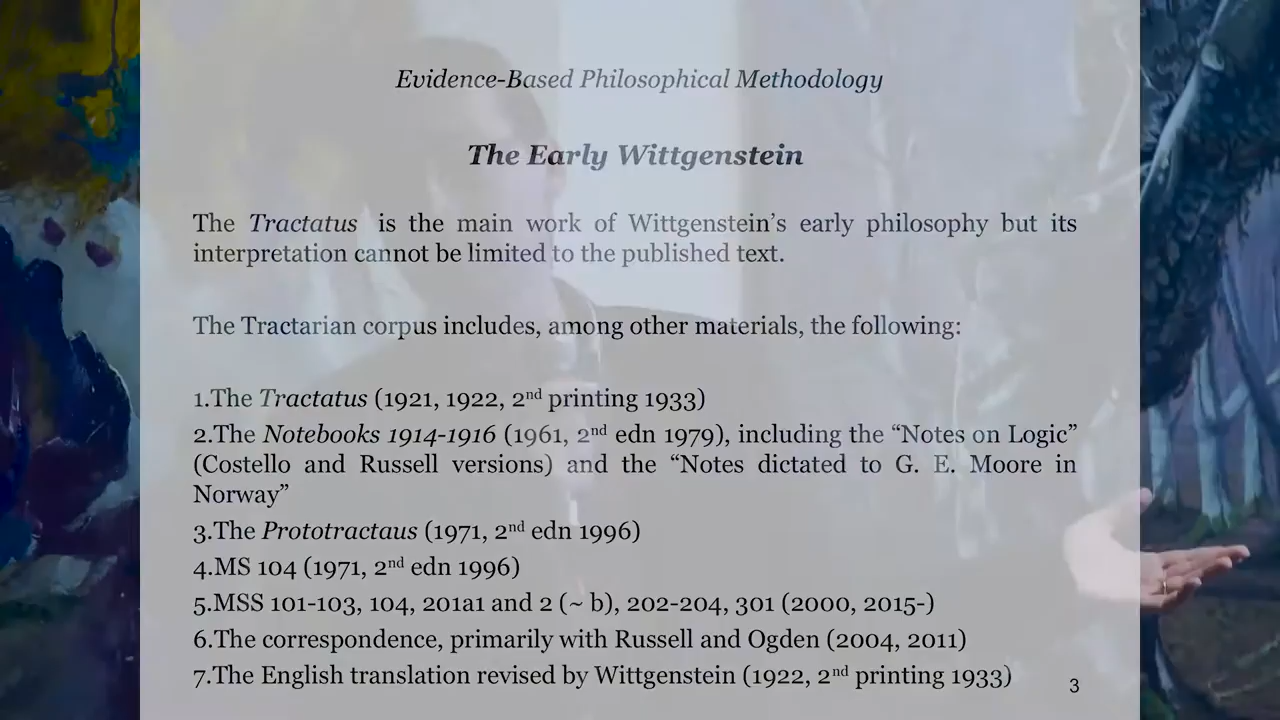 Evidence-Based Philosophical Methodology
The Early Wittgenstein
The Tractatus is the main work of Wittgenstein’s early philosophy but its
interpretation cannot be limited to the published text.
The Tractarian corpus includes, among other materials, the following:
1.The Tractatus (1921, 1922, 2nd printing 1933)
2.The Notebooks 1914-1916 (1961, 2nd edn 1979), including the “Notes on Logic”
(Costello and Russell versions) and the “Notes dictated to G. E. Moore in
Norway”
3.The Prototractaus (1971, 2nd edn 1996)
4.MS 104 (1971, 2nd edn 1996)
5.MSS 101-103, 104, 201a1 and 2 (~ b), 202-204, 301 (2000, 2015-)
6.The correspondence, primarily with Russell and Ogden (2004, 2011)
7.The English translation revised by Wittgenstein (1922, 2nd printing 1933)
3